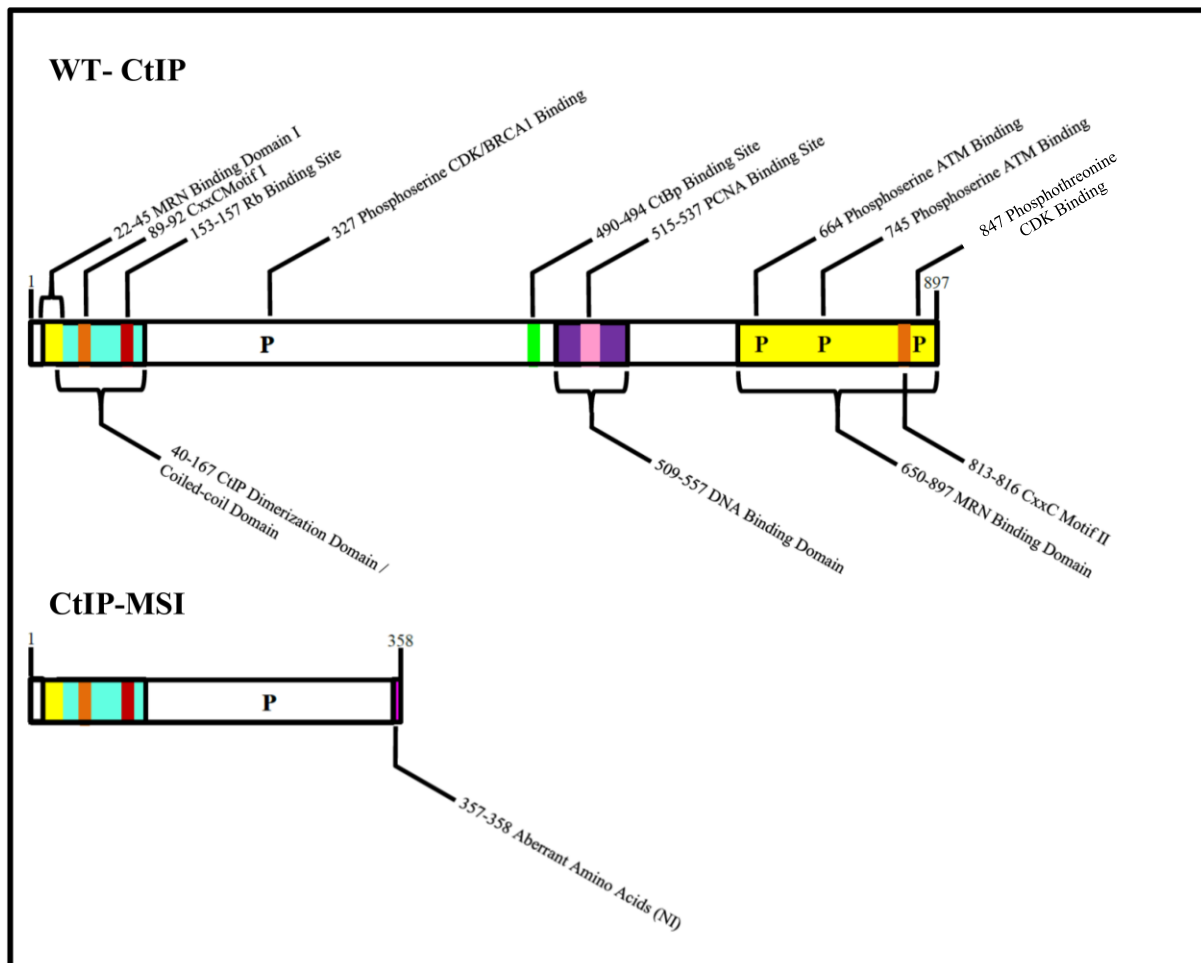 WT- CtIP
22-45 MRN Binding Domain I
89-92 CxxCMotif I
153-157 Rb Binding Site
327 Phosphoserine CDK/BRCA1 Binding
490-494 CtBp Binding Site
515-537 PCNA Binding Site
664 Phosphoserine ATM Binding
745 Phosphoserine ATM Binding
847 Phosphothreonine
CDK Binding
1
897
P
P
P
P
40-167 CtIP Dimerization Domain /
Coiled-coil Domain
509-557 DNA Binding Domain
650-897 MRN Binding Domain
813-816 CxxC Motif II
CtIP-MSI
1
358
P
357-358 Aberrant Amino Acids (NI)